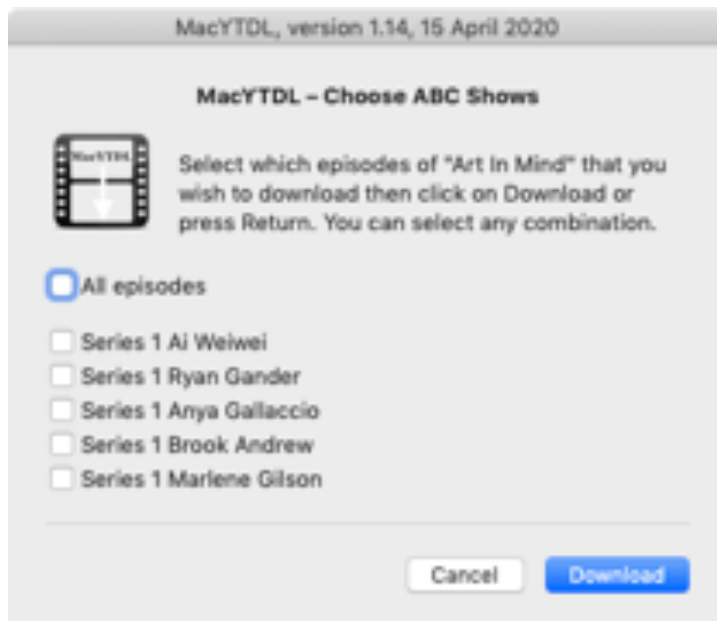 MacYTDL, version 1.14, 15 April 2020
MacYTDL – Choose ABC Shows
MacYTDL
Select which episodes of "Art In Mind" that you
wish to download then click on Download or
press Return. You can select any combination.
All episodes
Series 1 Ai Weiwei
Series 1 Ryan Gander
Series 1 Anya Gallaccio
Series 1 Brook Andrew
Series 1 Marlene Gilson
Cancel
Download